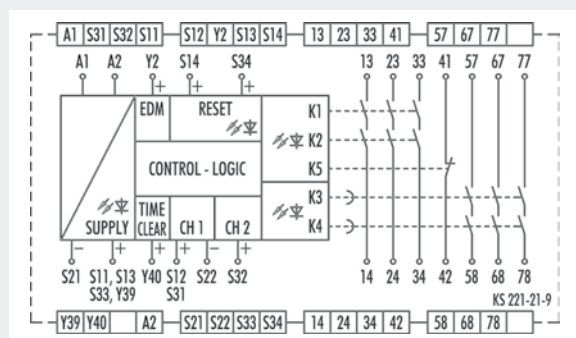 A1 S31 S32 S11 S12 Y2 S13 S14 13 23 33 41 57 67 77
A1 A2 Y2 S14 S34 13 23 33 41 57 67 77
+ + +
EDM RESET K1
K2
CONTROL - LOGIC K5
K3
SUPPLY TIME CLEAR CH 1 CH 2 K4
− + + − +
S21 S11, S13 Y40 S12 S22 S32 14 24 34 42 58 68 78
S33, Y39 S31
KS 221-21-9
Y39 Y40 A2 S21 S22 S33 S34 14 24 34 42 58 68 78